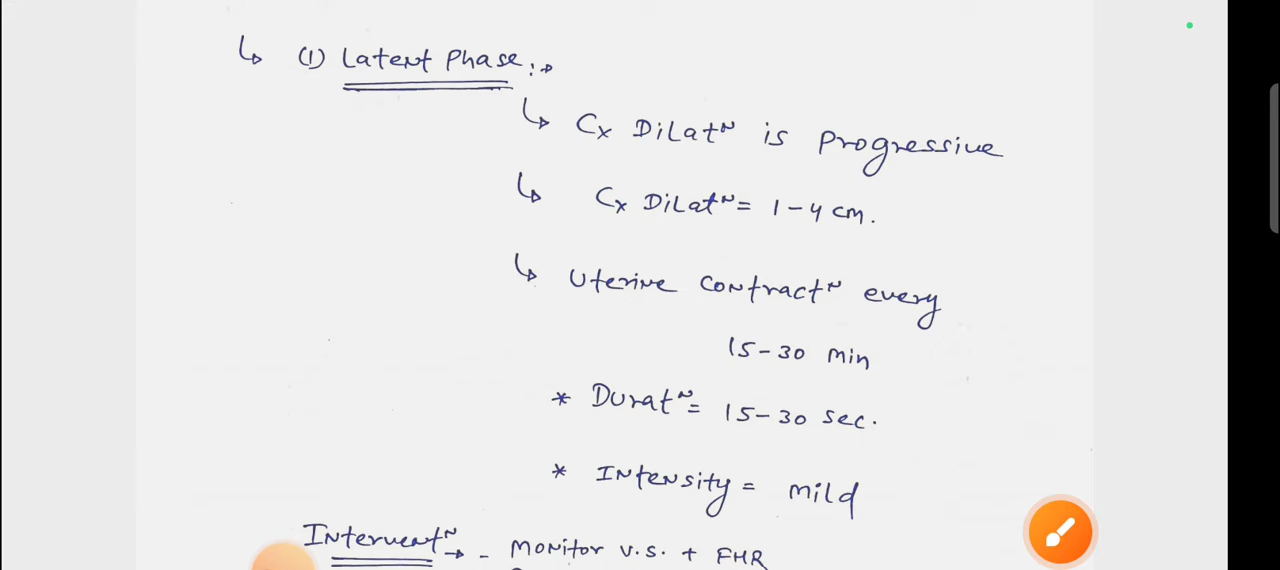 ↳ (1) Latent Phase :→
↳ Cx Dilatⁿ is Progressive
↳ Cx Dilatⁿ = 1-4 cm.
↳ Uterine contractⁿ every
15-30 min
* Duratⁿ = 15-30 sec.
* Intensity = mild
Interventⁿ → - Monitor v.s. + FHR